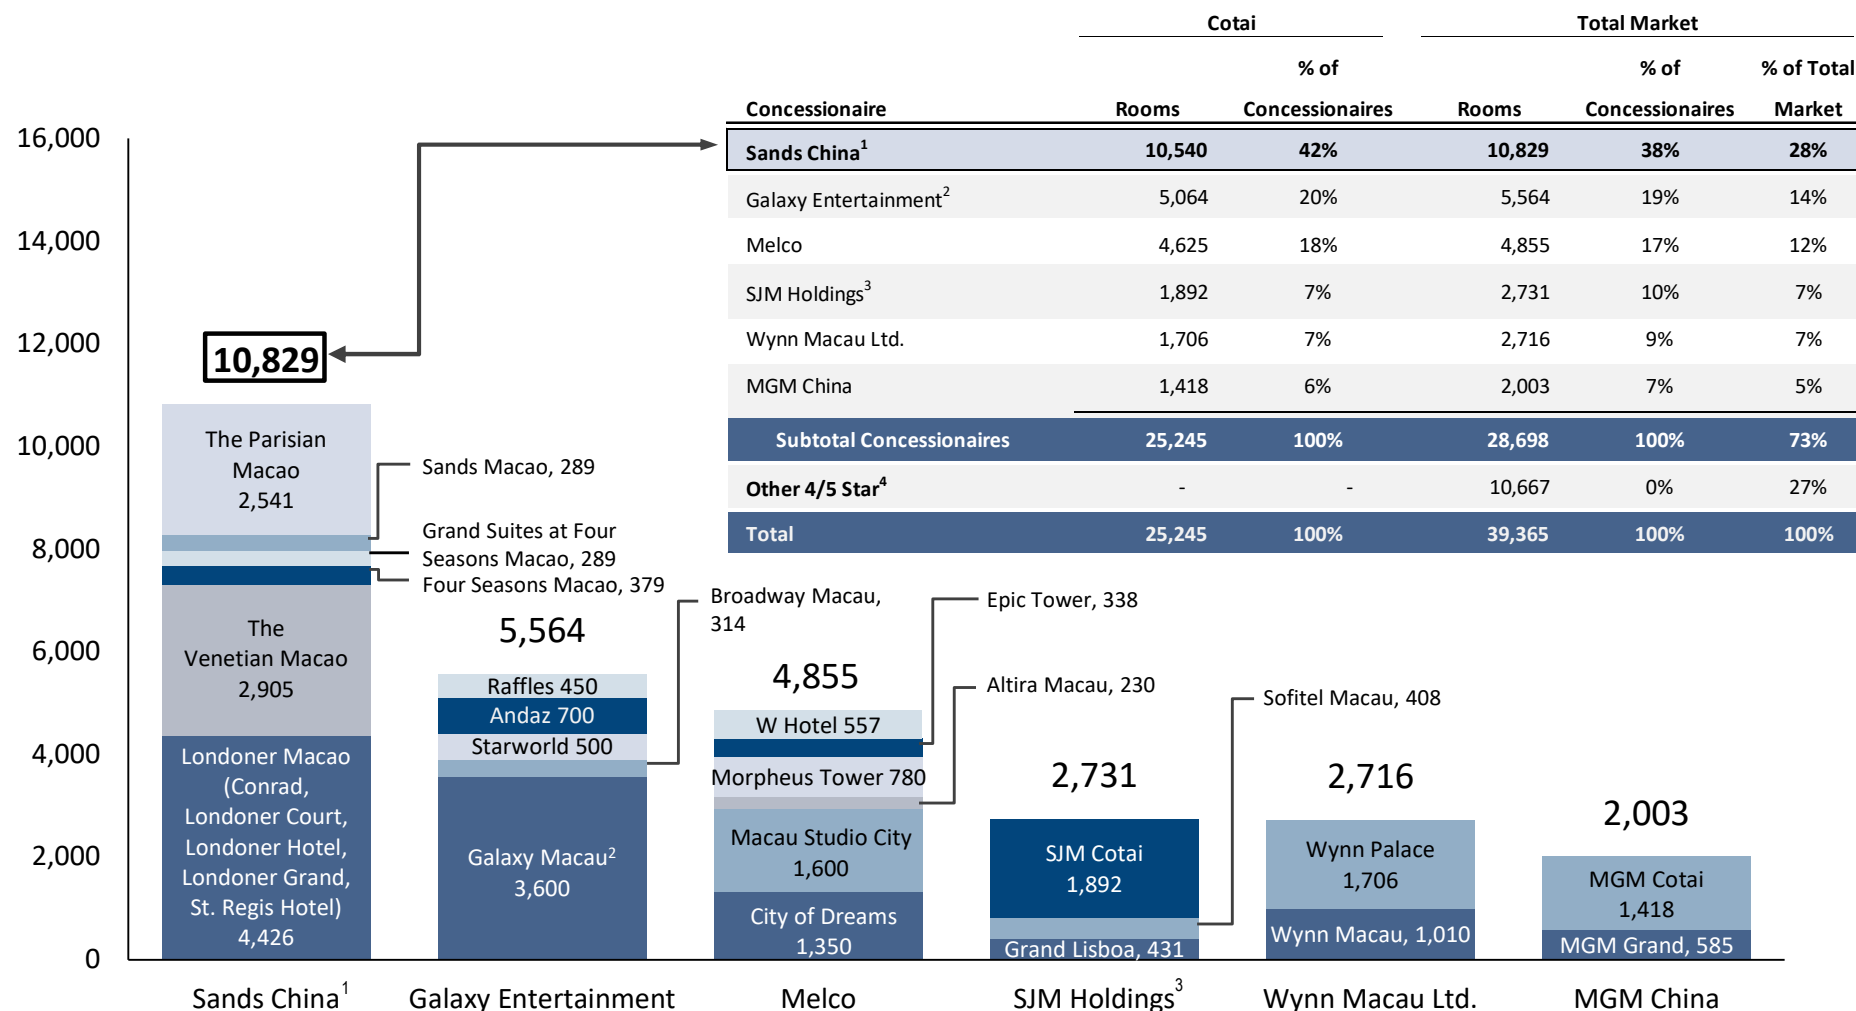 Cotai Total Market
% of % of % of Total
Concessionaire Rooms Concessionaires Rooms Concessionaires Market
Sands China¹ 10,540 42% 10,829 38% 28%
Galaxy Entertainment² 5,064 20% 5,564 19% 14%
Melco 4,625 18% 4,855 17% 12%
SJM Holdings³ 1,892 7% 2,731 10% 7%
Wynn Macau Ltd. 1,706 7% 2,716 9% 7%
MGM China 1,418 6% 2,003 7% 5%
Subtotal Concessionaires 25,245 100% 28,698 100% 73%
Other 4/5 Star⁴ - - 10,667 0% 27%
Total 25,245 100% 39,365 100% 100%
16,000
14,000
12,000
10,000
8,000
6,000
4,000
2,000
0
10,829
The Parisian
Macao
2,541
Sands Macao, 289
Grand Suites at Four
Seasons Macao, 289
Four Seasons Macao, 379
The
Venetian Macao
2,905
Londoner Macao
(Conrad,
Londoner Court,
Londoner Hotel,
Londoner Grand,
St. Regis Hotel)
4,426
5,564
Raffles 450
Andaz 700
Starworld 500
Broadway Macau,
314
Galaxy Macau²
3,600
4,855
W Hotel 557
Epic Tower, 338
Morpheus Tower 780
Altira Macau, 230
Macau Studio City
1,600
City of Dreams
1,350
2,731
SJM Cotai
1,892
Sofitel Macau, 408
Grand Lisboa, 431
2,716
Wynn Palace
1,706
Wynn Macau, 1,010
2,003
MGM Cotai
1,418
MGM Grand, 585
Sands China¹
Galaxy Entertainment
Melco
SJM Holdings³
Wynn Macau Ltd.
MGM China